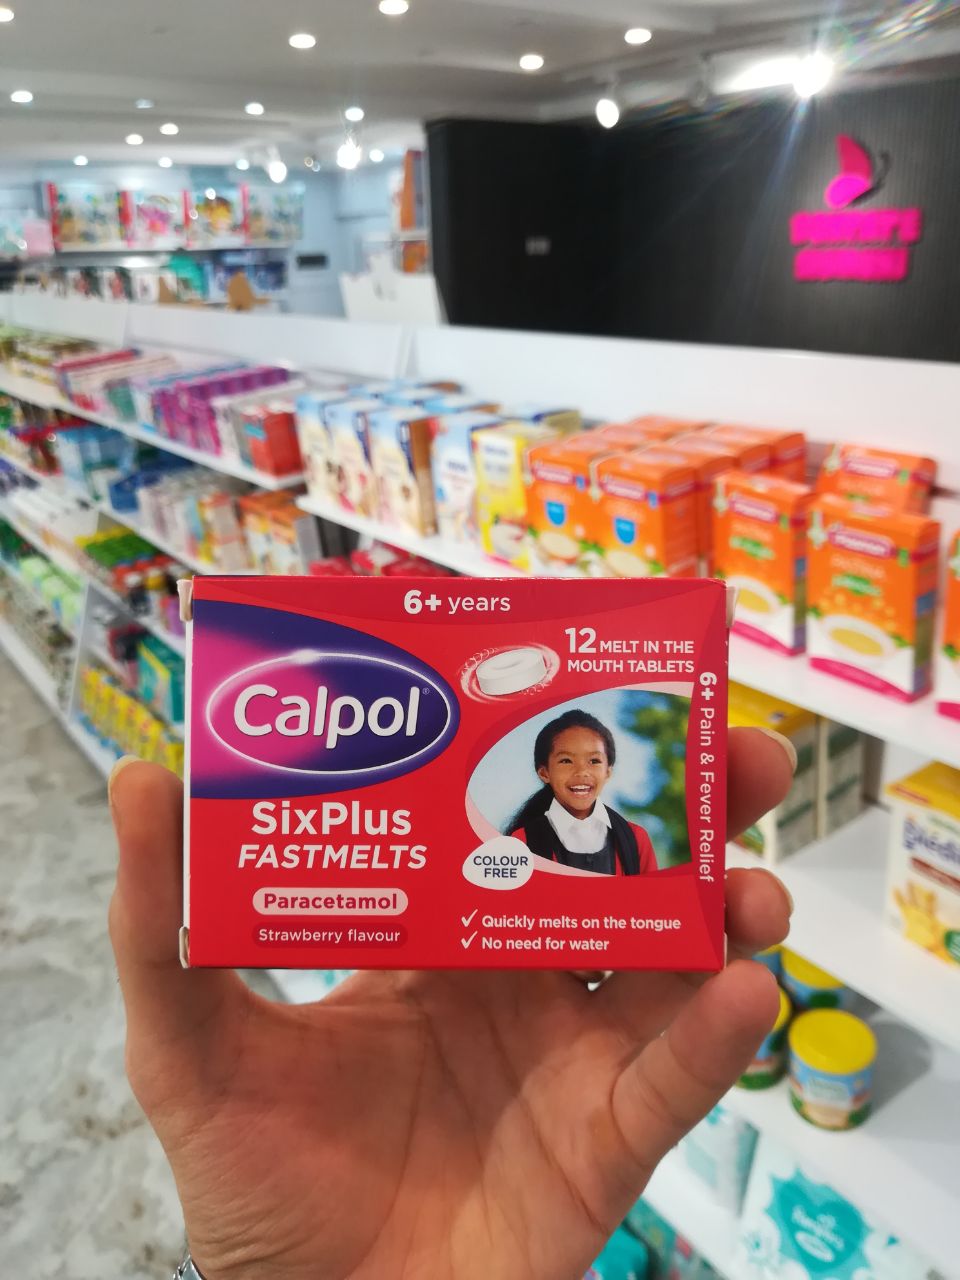 6+ years
Calpol®
12 MELT IN THE
MOUTH TABLETS
6+ Pain & Fever Relief
SixPlus
FASTMELTS
COLOUR
FREE
Paracetamol
Strawberry flavour
✓ Quickly melts on the tongue
✓ No need for water